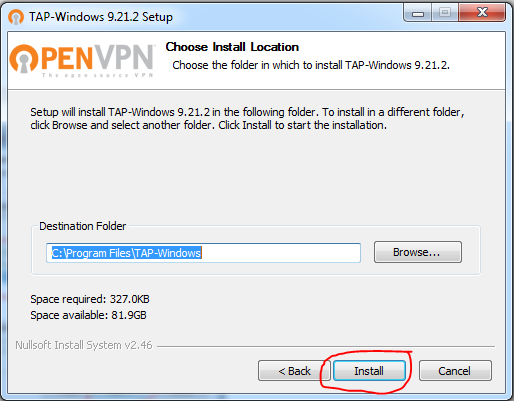 TAP-Windows 9.21.2 Setup
OPENVPN
The open source VPN
Choose Install Location
Choose the folder in which to install TAP-Windows 9.21.2.
Setup will install TAP-Windows 9.21.2 in the following folder. To install in a different folder,
click Browse and select another folder. Click Install to start the installation.
Destination Folder
C:\Program Files\TAP-Windows
Browse...
Space required: 327.0KB
Space available: 81.9GB
Nullsoft Install System v2.46
< Back
Install
Cancel